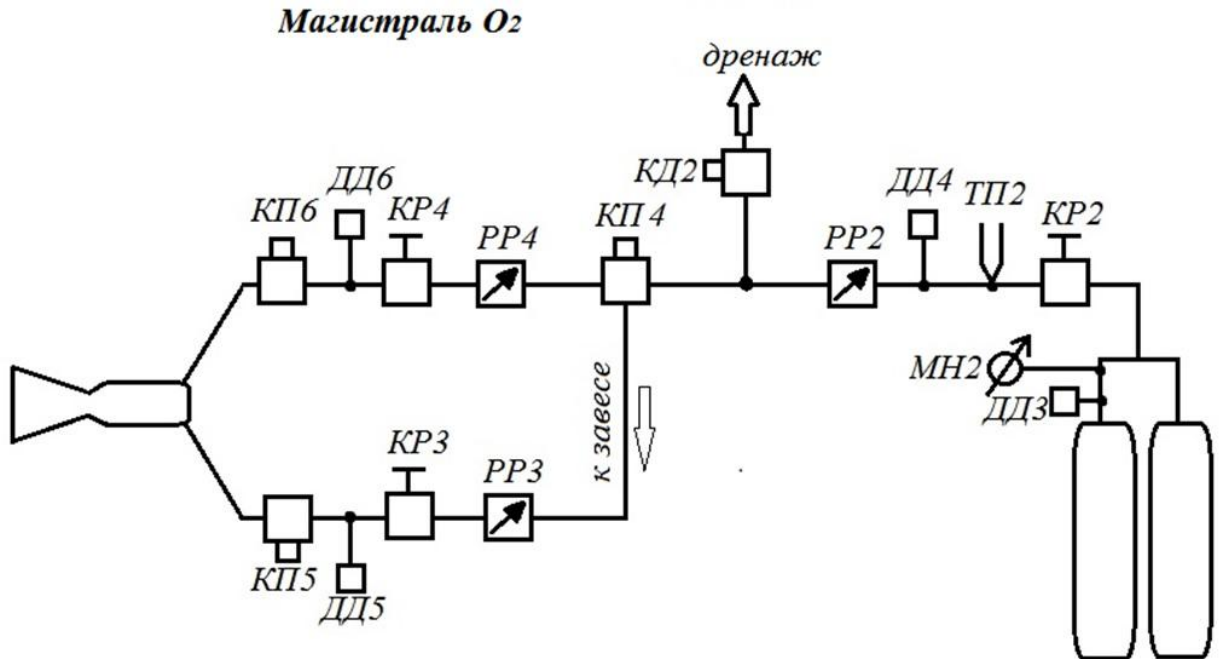 Магистраль О2
дренаж
КД2
ДД6
КП6
КР4
РР4
КП 4
РР2
ДД4
ТП2
КР2
МН2
ДД3
к завесе
КР3
РР3
КП5
ДД5